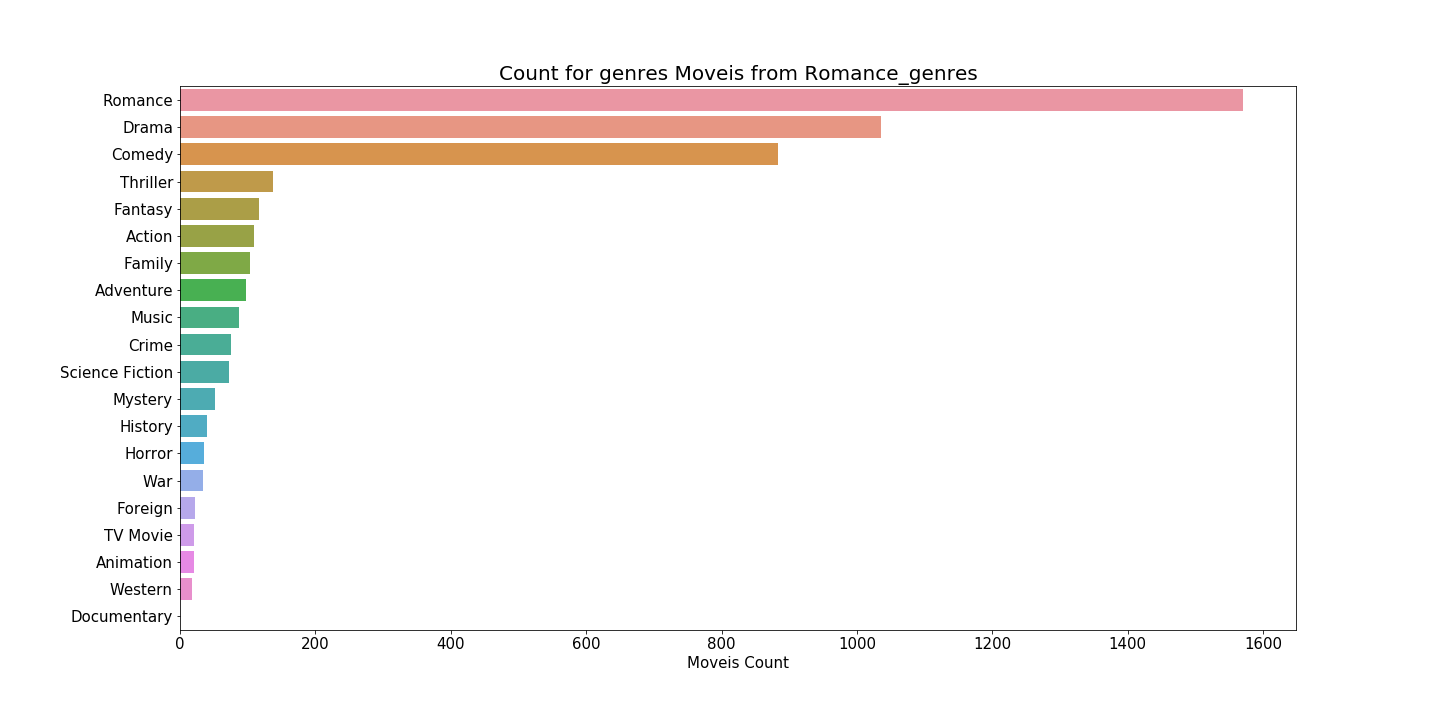 Count for genres Moveis from Romance_genres
Romance
Drama
Comedy
Thriller
Fantasy
Action
Family
Adventure
Music
Crime
Science Fiction
Mystery
History
Horror
War
Foreign
TV Movie
Animation
Western
Documentary
0 200 400 600 800 1000 1200 1400 1600
Moveis Count